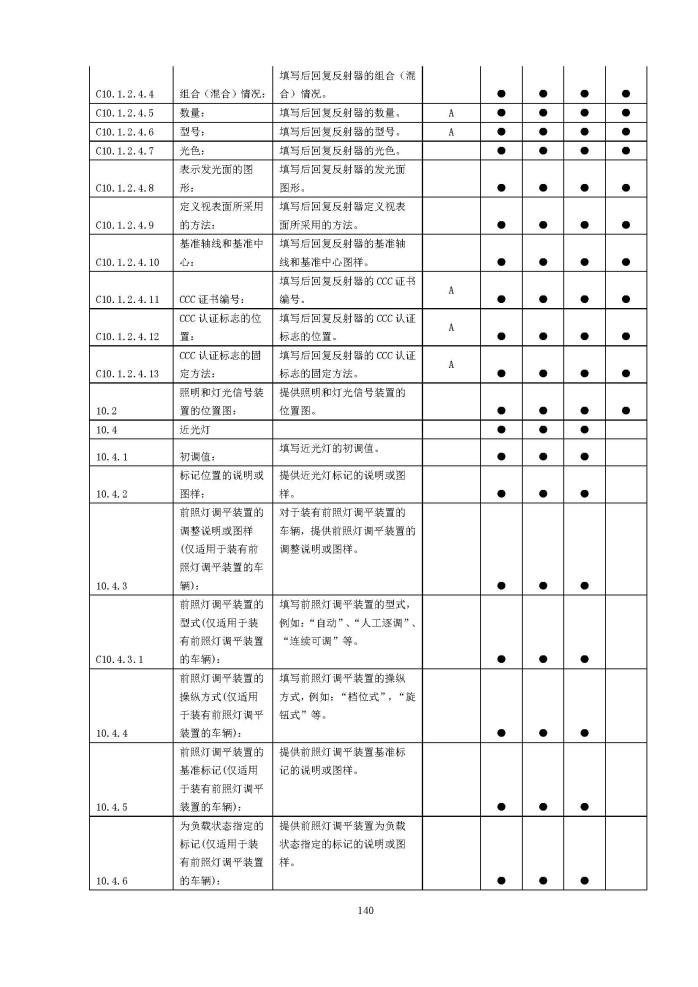 填写后回复反射器的组合（混
C10.1.2.4.4 组合（混合）情况： 合）情况。 ● ● ● ●
C10.1.2.4.5 数量： 填写后回复反射器的数量。 A ● ● ● ●
C10.1.2.4.6 型号： 填写后回复反射器的型号。 A ● ● ● ●
C10.1.2.4.7 光色： 填写后回复反射器的光色。 ● ● ● ●
表示发光面的图 填写后回复反射器的发光面
C10.1.2.4.8 形： 图形。 ● ● ● ●
定义视表面所采用 填写后回复反射器定义视表
C10.1.2.4.9 的方法： 面所采用的方法。 ● ● ● ●
基准轴线和基准中 填写后回复反射器的基准轴
C10.1.2.4.10 心： 线和基准中心图样。 ● ● ● ●
填写后回复反射器的 CCC 证书
C10.1.2.4.11 CCC 证书编号： 编号。 A ● ● ● ●
CCC 认证标志的位 填写后回复反射器的 CCC 认证
C10.1.2.4.12 置： 标志的位置。 A ● ● ● ●
CCC 认证标志的固 填写后回复反射器的 CCC 认证
C10.1.2.4.13 定方法： 标志的固定方法。 A ● ● ● ●
照明和灯光信号装 提供照明和灯光信号装置的
10.2 置的位置图： 位置图。 ● ● ● ●
10.4 近光灯 ● ● ●
10.4.1 初调值： 填写近光灯的初调值。 ● ● ●
标记位置的说明或 提供近光灯标记的说明或图
10.4.2 图样： 样。 ● ● ●
前照灯调平装置的 对于装有前照灯调平装置的
调整说明或图样 车辆，提供前照灯调平装置的
(仅适用于装有前 调整说明或图样。
照灯调平装置的车
10.4.3 辆)： ● ● ●
前照灯调平装置的 填写前照灯调平装置的型式，
型式(仅适用于装 例如：“自动”、“人工逐调”、
有前照灯调平装置 “连续可调”等。
C10.4.3.1 的车辆)： ● ● ●
前照灯调平装置的 填写前照灯调平装置的操纵
操纵方式(仅适用 方式，例如：“档位式”，“旋
于装有前照灯调平 钮式”等。
10.4.4 装置的车辆)： ● ● ●
前照灯调平装置的 提供前照灯调平装置基准标
基准标记(仅适用 记的说明或图样。
于装有前照灯调平
10.4.5 装置的车辆)： ● ● ●
为负载状态指定的 提供前照灯调平装置为负载
标记(仅适用于装 状态指定的标记的说明或图
有前照灯调平装置 样。
10.4.6 的车辆)： ● ● ●
140